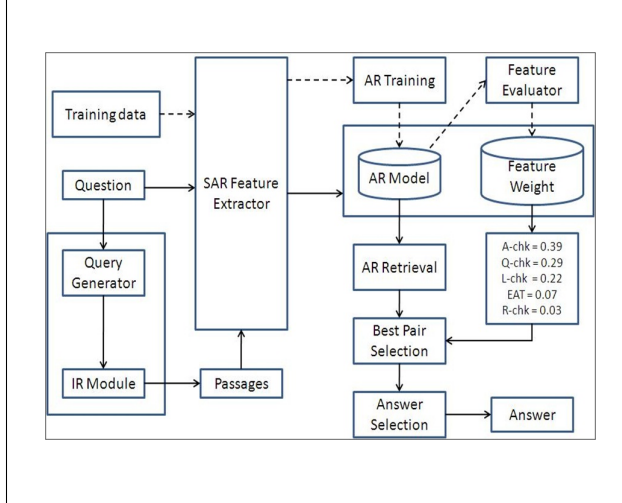 Training data
Question
Query
Generator
IR Module
Passages
SAR Feature
Extractor
AR Training
Feature
Evaluator
AR Model
Feature
Weight
AR Retrieval
A-chk = 0.39
Q-chk = 0.29
L-chk = 0.22
EAT = 0.07
R-chk = 0.03
Best Pair
Selection
Answer
Selection
Answer